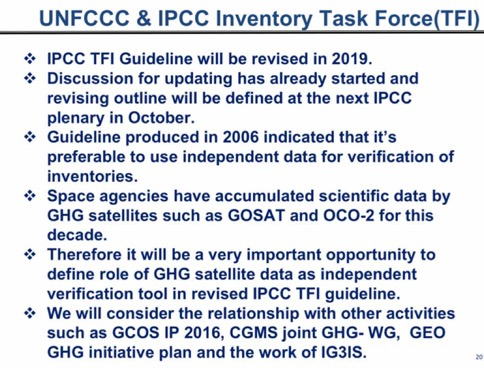 UNFCCC & IPCC Inventory Task Force(TFI)
❖ IPCC TFI Guideline will be revised in 2019.
❖ Discussion for updating has already started and
revising outline will be defined at the next IPCC
plenary in October.
❖ Guideline produced in 2006 indicated that it's
preferable to use independent data for verification of
inventories.
❖ Space agencies have accumulated scientific data by
GHG satellites such as GOSAT and OCO-2 for this
decade.
❖ Therefore it will be a very important opportunity to
define role of GHG satellite data as independent
verification tool in revised IPCC TFI guideline.
❖ We will consider the relationship with other activities
such as GCOS IP 2016, CGMS joint GHG- WG, GEO
GHG initiative plan and the work of IG3IS.
20